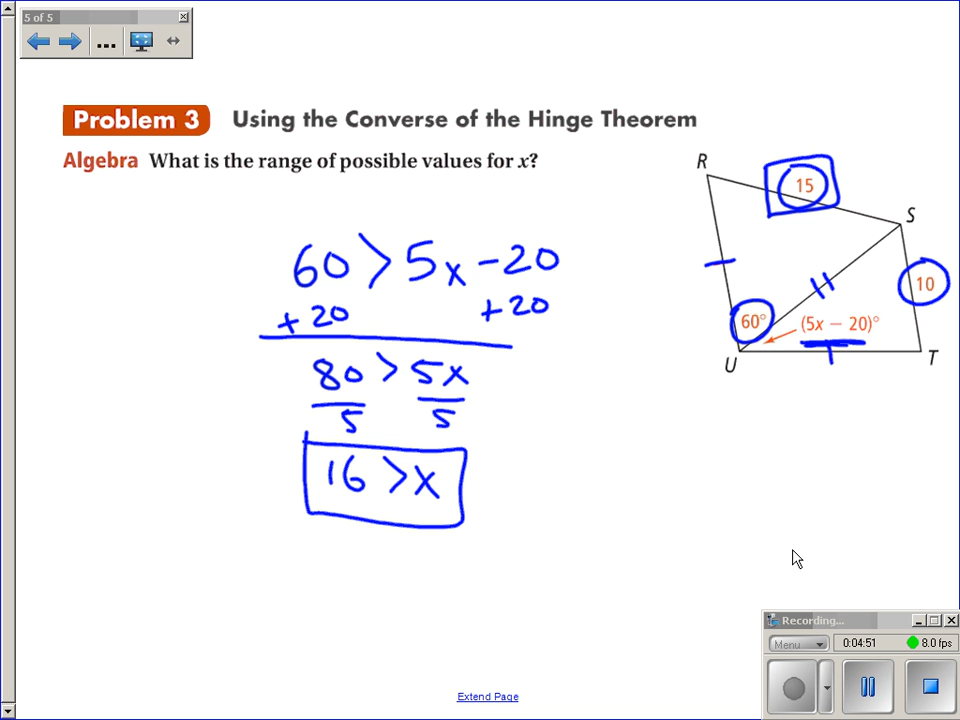 5 of 5
...
Problem 3 Using the Converse of the Hinge Theorem
Algebra What is the range of possible values for x?
R
15
S
60 > 5x - 20
10
+ 20 + 20
60° (5x − 20)°
U
T
80 > 5x
5 5
16 > x
Recording...
Menu 0:04:51 8.0 fps
Extend Page